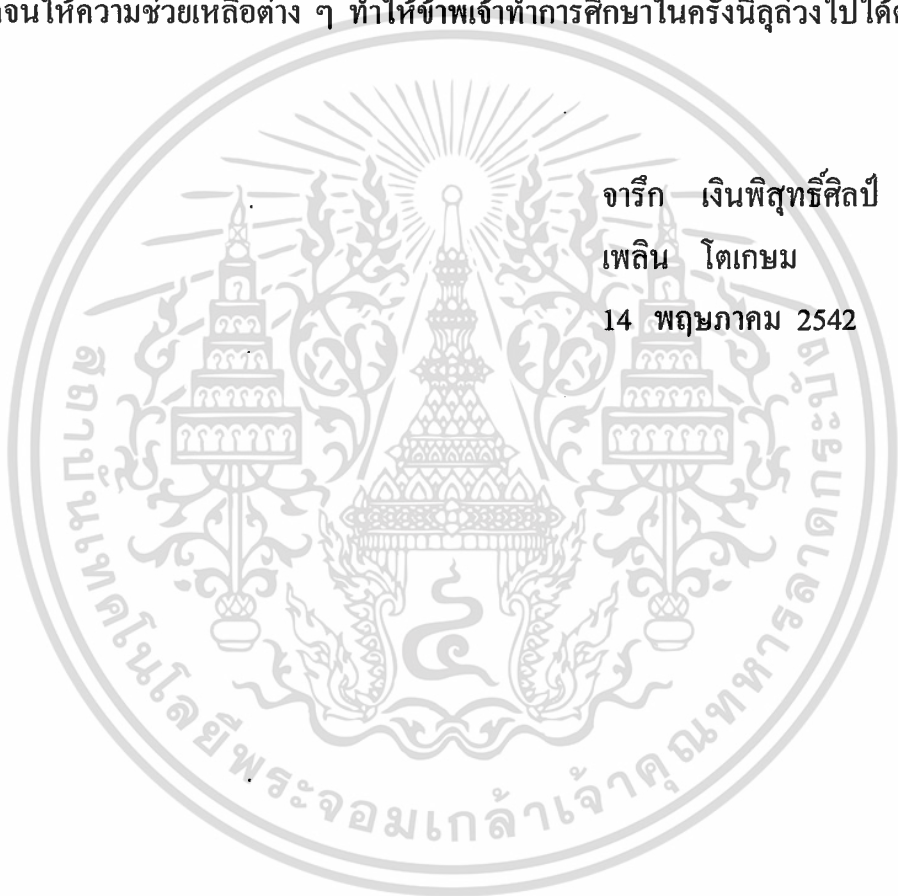 ให้ความช่วยเหลือต่าง ๆ ทำให้ข้าพเจ้าทำการศึกษาในครั้งนี้ลุล่วงไปได้
จารึก เงินพิสุทธิ์ศิลป์
เพลิน โตเกษม
14 พฤษภาคม 2542
สถาบันเทคโนโลยีพระจอมเกล้าเจ้าคุณทหารลาดกระบัง
๔